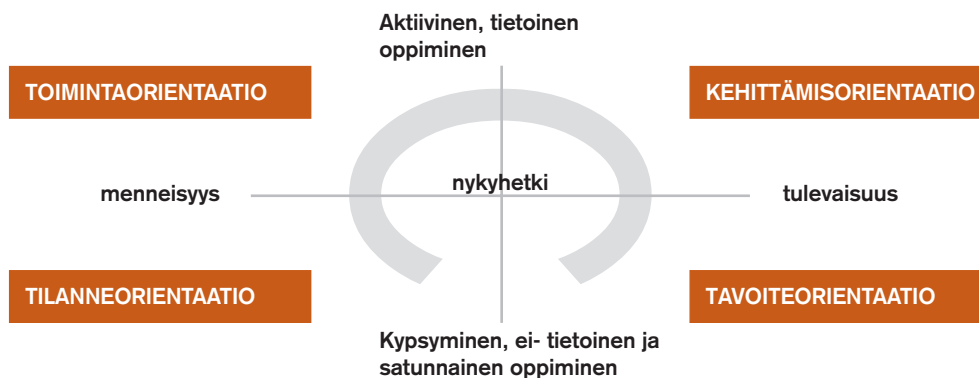 Aktiivinen, tietoinen
oppiminen
TOIMINTAORIENTAATIO
KEHITTÄMISORIENTAATIO
menneisyys
nykyhetki
tulevaisuus
TILANNEORIENTAATIO
TAVOITEORIENTAATIO
Kypsyminen, ei- tietoinen ja
satunnainen oppiminen